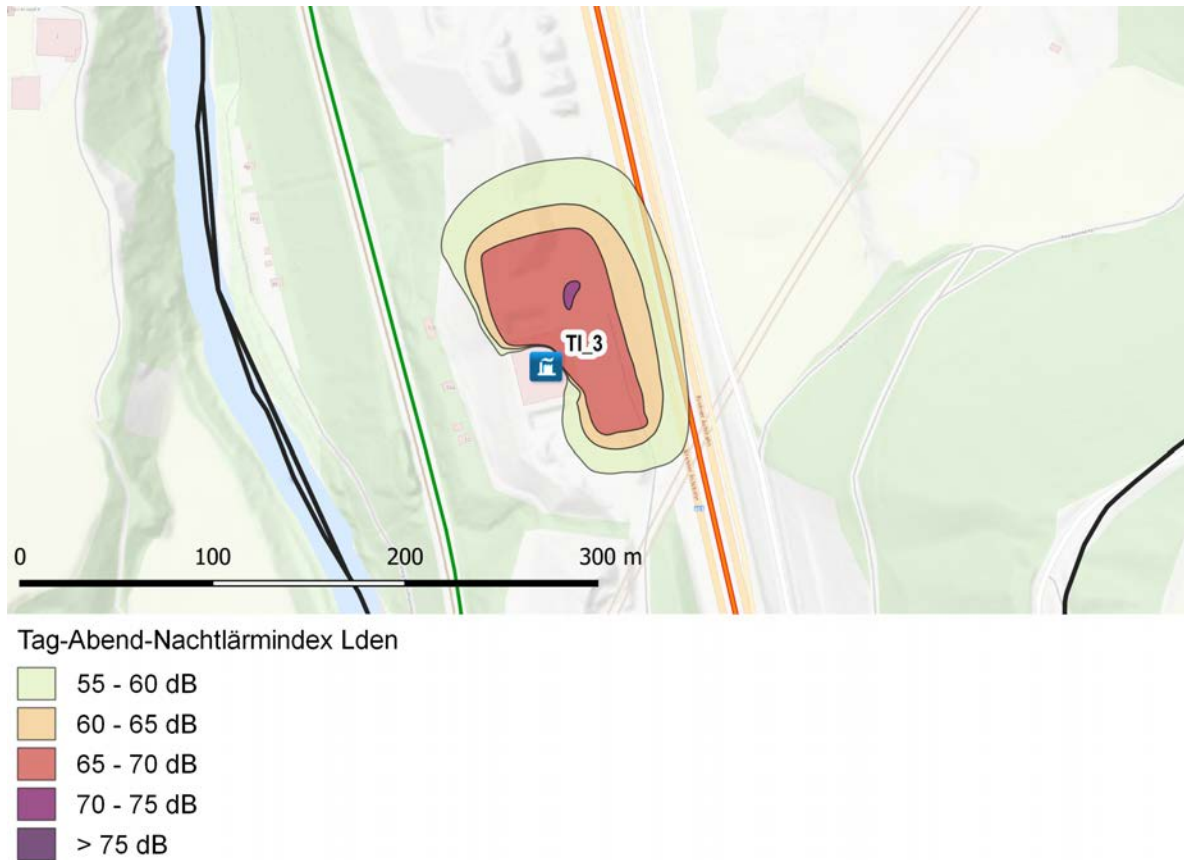 TI_3
0 100 200 300 m
Tag-Abend-Nachtlärmindex Lden
55 - 60 dB
60 - 65 dB
65 - 70 dB
70 - 75 dB
> 75 dB